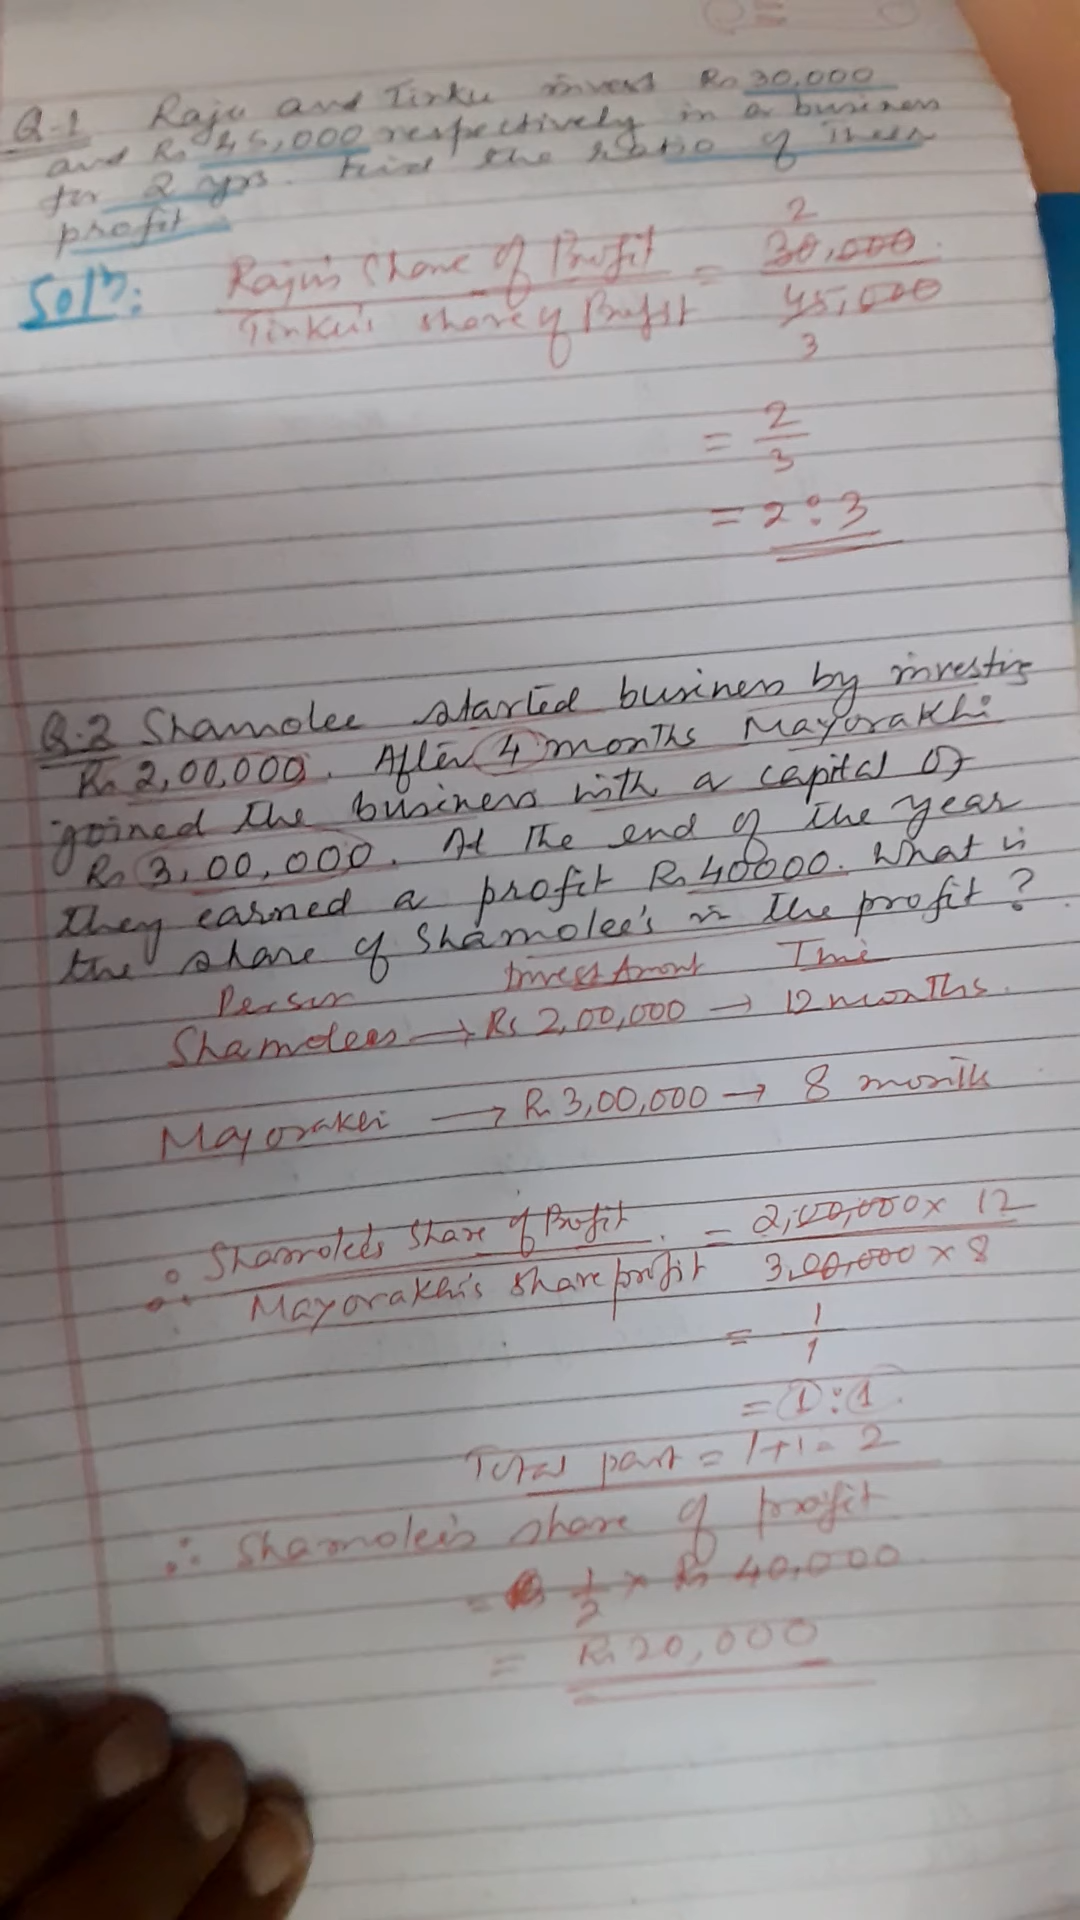 Q-1 Raju and Tinku invest Rs 30,000
and Rs 45,000 respectively in a business
for 2 yrs. Find the ratio of their
profit
Soln: Raju's Share of Profit / Tinku's share of Profit = 30,000 / 45,000
2
3
= 2/3
= 2:3
Q.2 Shamolee started business by investing
Rs 2,00,000. After 4 months Mayorakhi
joined the business with a capital of
Rs 3,00,000. At the end of the year
they earned a profit Rs 40000. What is
the share of Shamolee's in the profit?
Person Investment Time
Shamolees → Rs 2,00,000 → 12 months.
Mayorakhi → Rs 3,00,000 → 8 month
∴ Shamolee's Share of Profit / Mayorakhi's share profit = 2,00,000 x 12 / 3,00,000 x 8
= 1/1
= 1:1.
Total part = 1+1 = 2
∴ Shamolee's share of profit
= 1/2 x Rs 40,000
= Rs 20,000